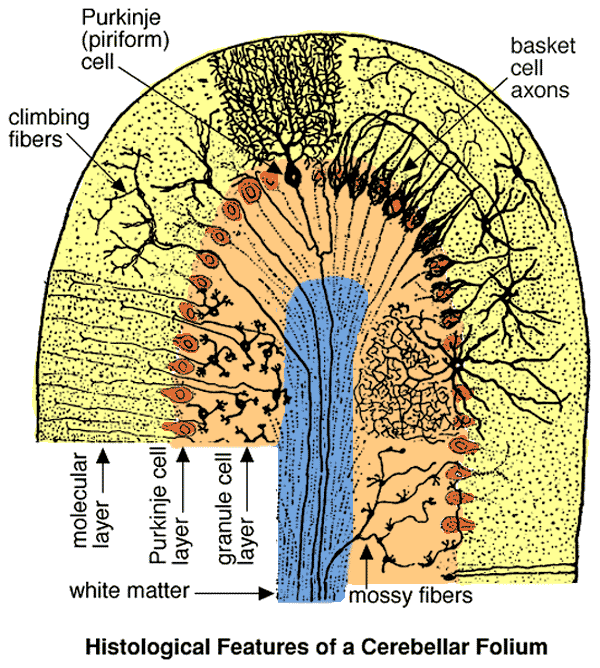 Purkinje
(piriform)
cell
basket
cell
axons
climbing
fibers
molecular
layer
Purkinje cell
layer
granule cell
layer
white matter
mossy fibers
Histological Features of a Cerebellar Folium